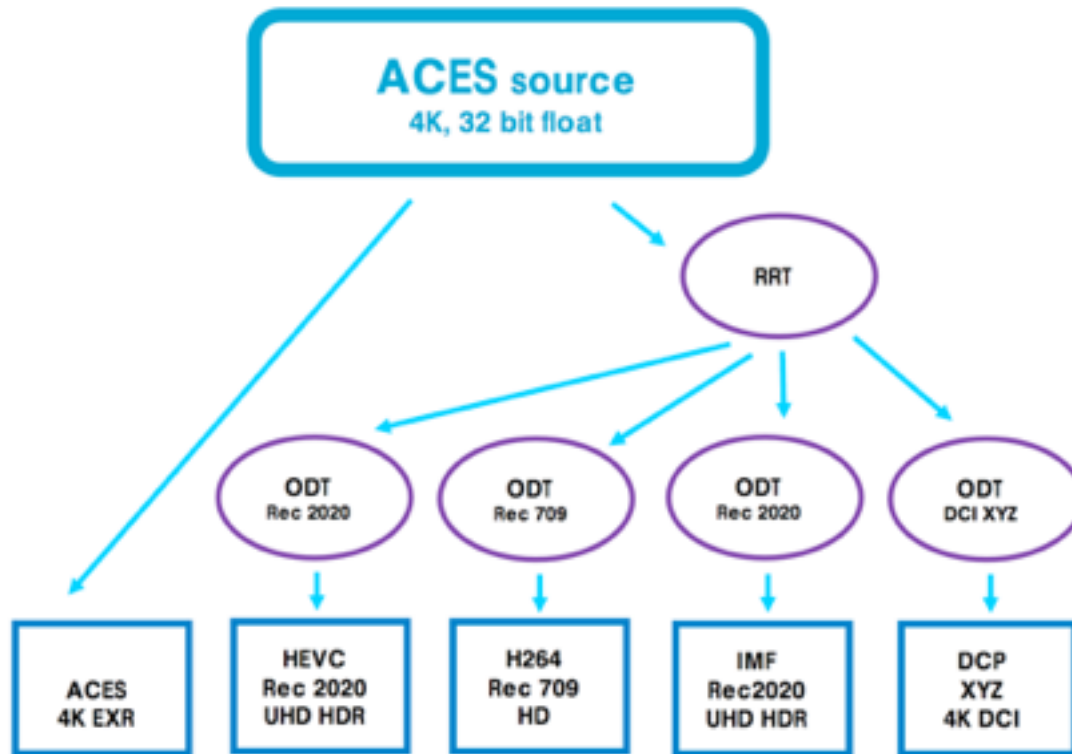 ACES source
4K, 32 bit float
RRT
ODT
Rec 2020
ODT
Rec 709
ODT
Rec 2020
ODT
DCI XYZ
ACES
4K EXR
HEVC
Rec 2020
UHD HDR
H264
Rec 709
HD
IMF
Rec2020
UHD HDR
DCP
XYZ
4K DCI